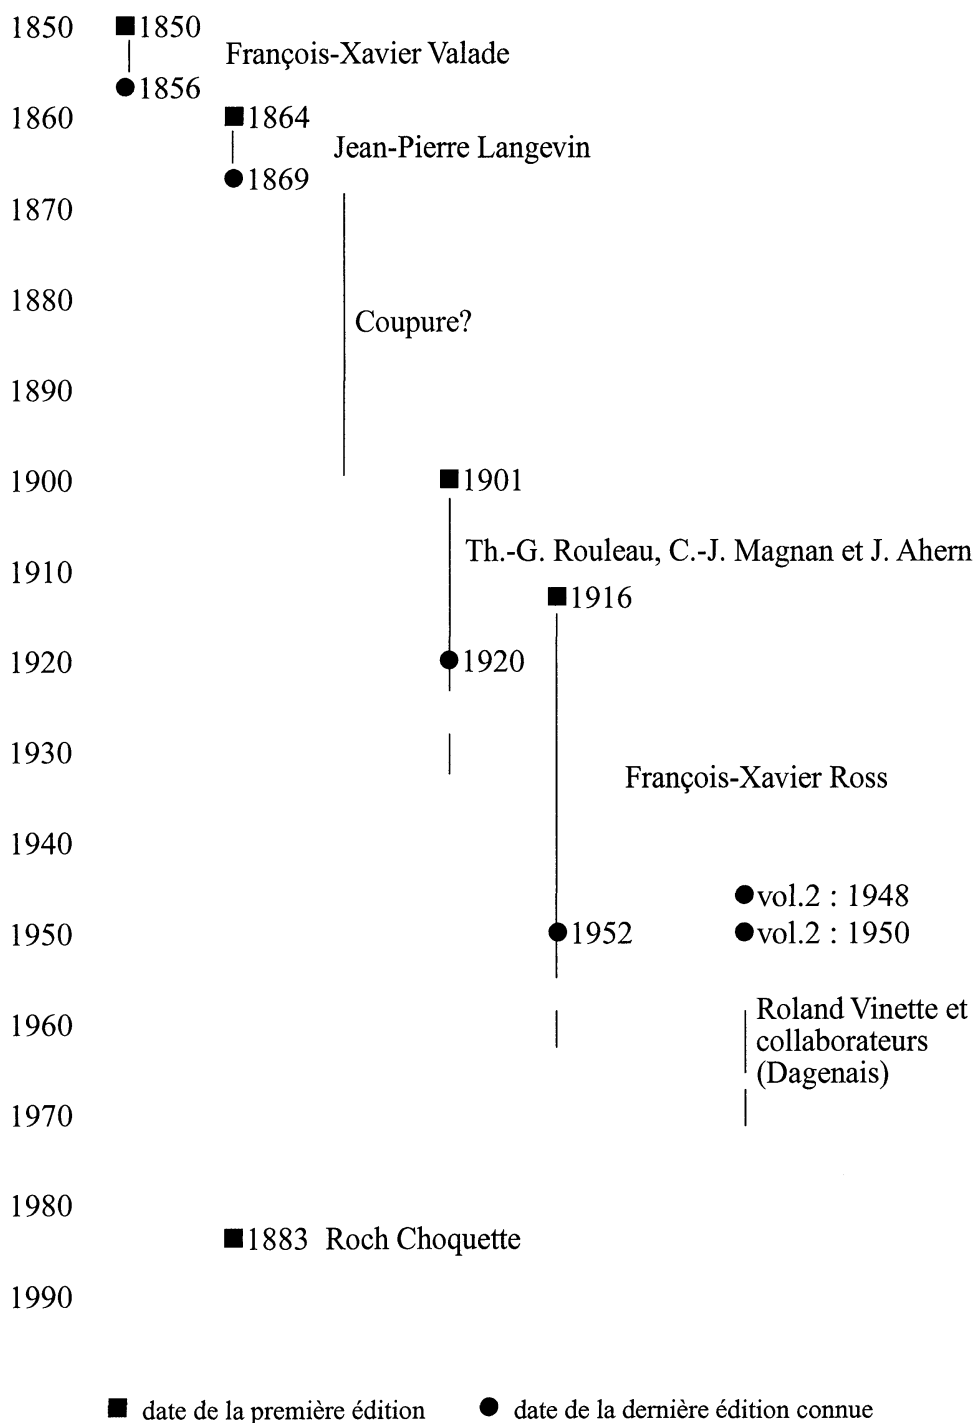 1850 ■1850
François-Xavier Valade
●1856
1860 ■1864
Jean-Pierre Langevin
●1869
1870
1880
Coupure?
1890
1900 ■1901
Th.-G. Rouleau, C.-J. Magnan et J. Ahern
1910
■1916
1920 ●1920
1930
François-Xavier Ross
1940
●vol.2 : 1948
1950 ●1952 ●vol.2 : 1950
Roland Vinette et
1960
collaborateurs
(Dagenais)
1970
1980
■1883 Roch Choquette
1990
■ date de la première édition ● date de la dernière édition connue